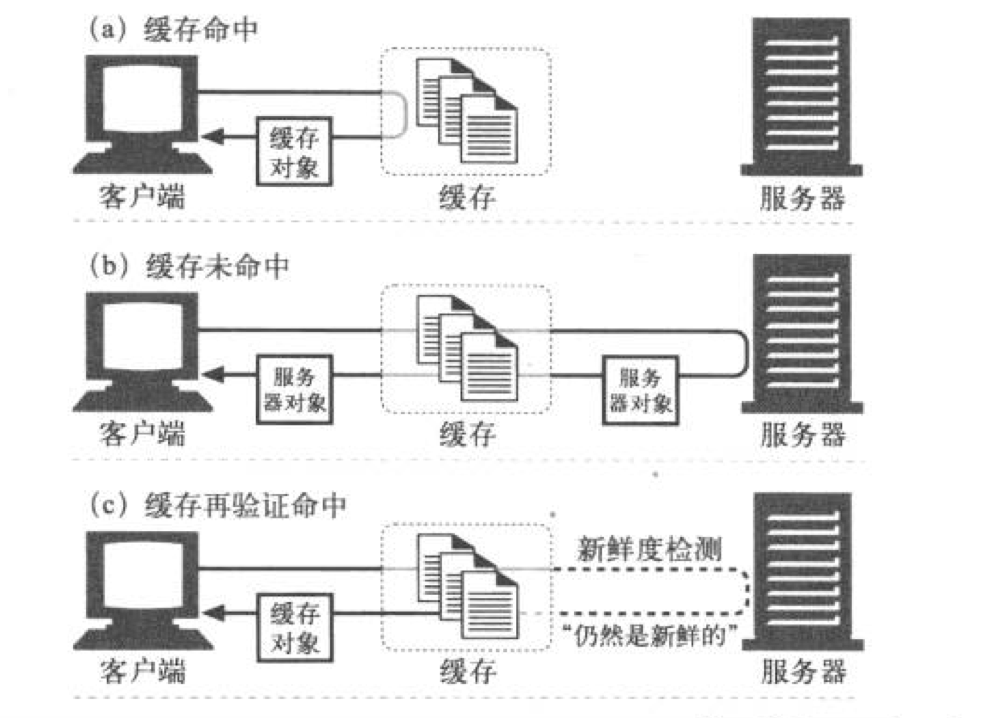 (a) 缓存命中
缓存
对象
客户端
缓存
服务器
(b) 缓存未命中
服务
器对象
服务
器对象
客户端
缓存
服务器
(c) 缓存再验证命中
新鲜度检测
缓存
对象
“仍然是新鲜的”
客户端
缓存
服务器